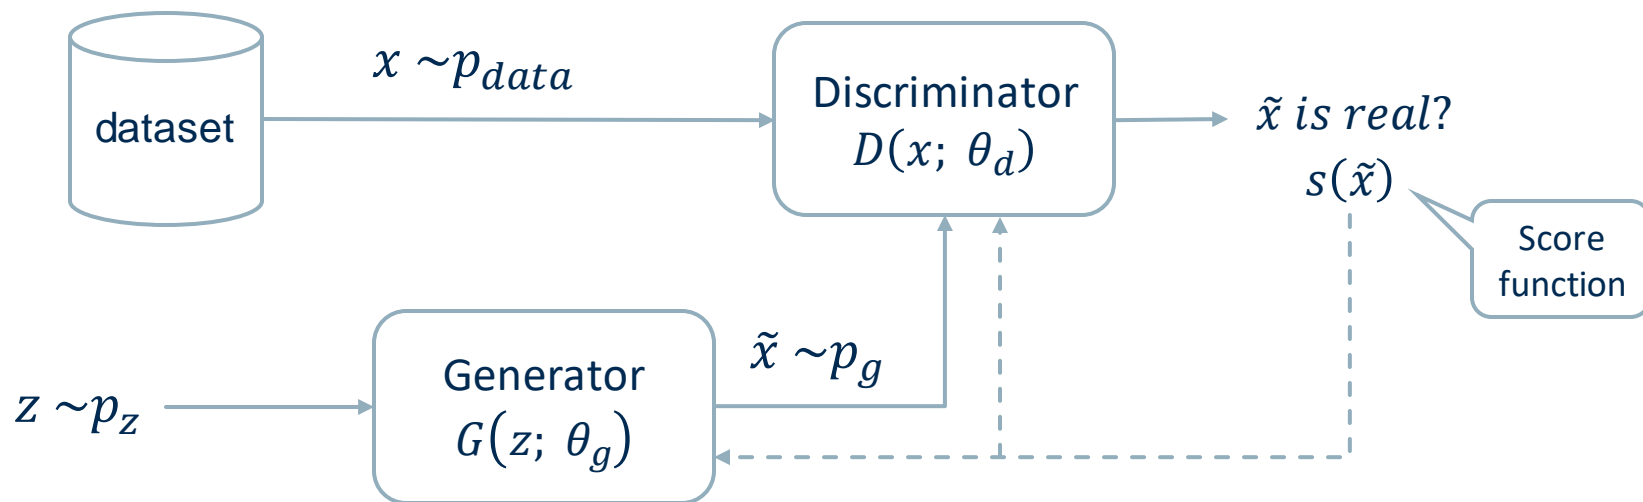 dataset
x ~p_data
Discriminator
D(x; θ_d)
x̃ is real?
s(x̃)
Score
function
z ~p_z
Generator
G(z; θ_g)
x̃ ~p_g